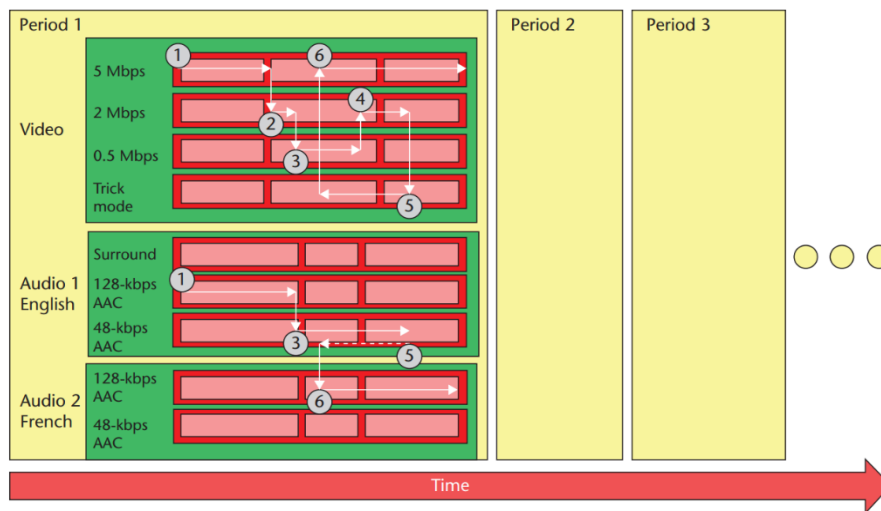 Period 1
Period 2
Period 3
Video
5 Mbps
2 Mbps
0.5 Mbps
Trick
mode
1
6
4
2
3
5
Audio 1
English
Surround
128-kbps
AAC
48-kbps
AAC
1
3
5
Audio 2
French
128-kbps
AAC
48-kbps
AAC
6
Time